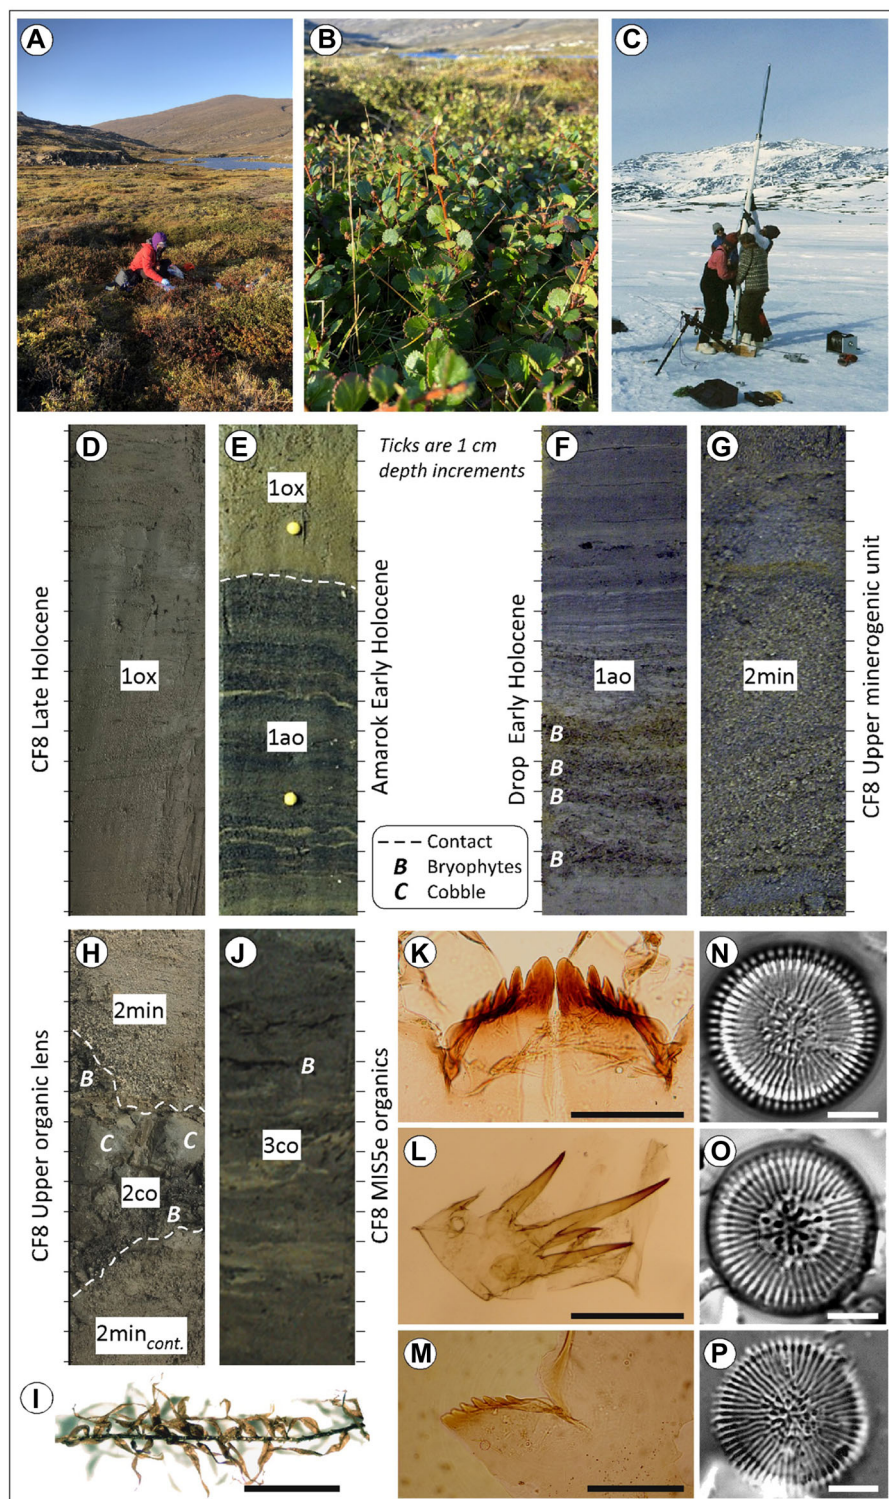 A
B
C
D
E
Ticks are 1 cm
depth increments
F
G
1ox
1ox
CF8 Late Holocene
1ao
Amarok Early Holocene
Drop Early Holocene
1ao
B
B
B
B
2min
CF8 Upper minerogenic unit
Contact
B Bryophytes
C Cobble
H
J
K
N
2min
B
B
C
C
3co
2co
B
CF8 Upper organic lens
CF8 MIS5e organics
2min cont.
L
O
M
P
I